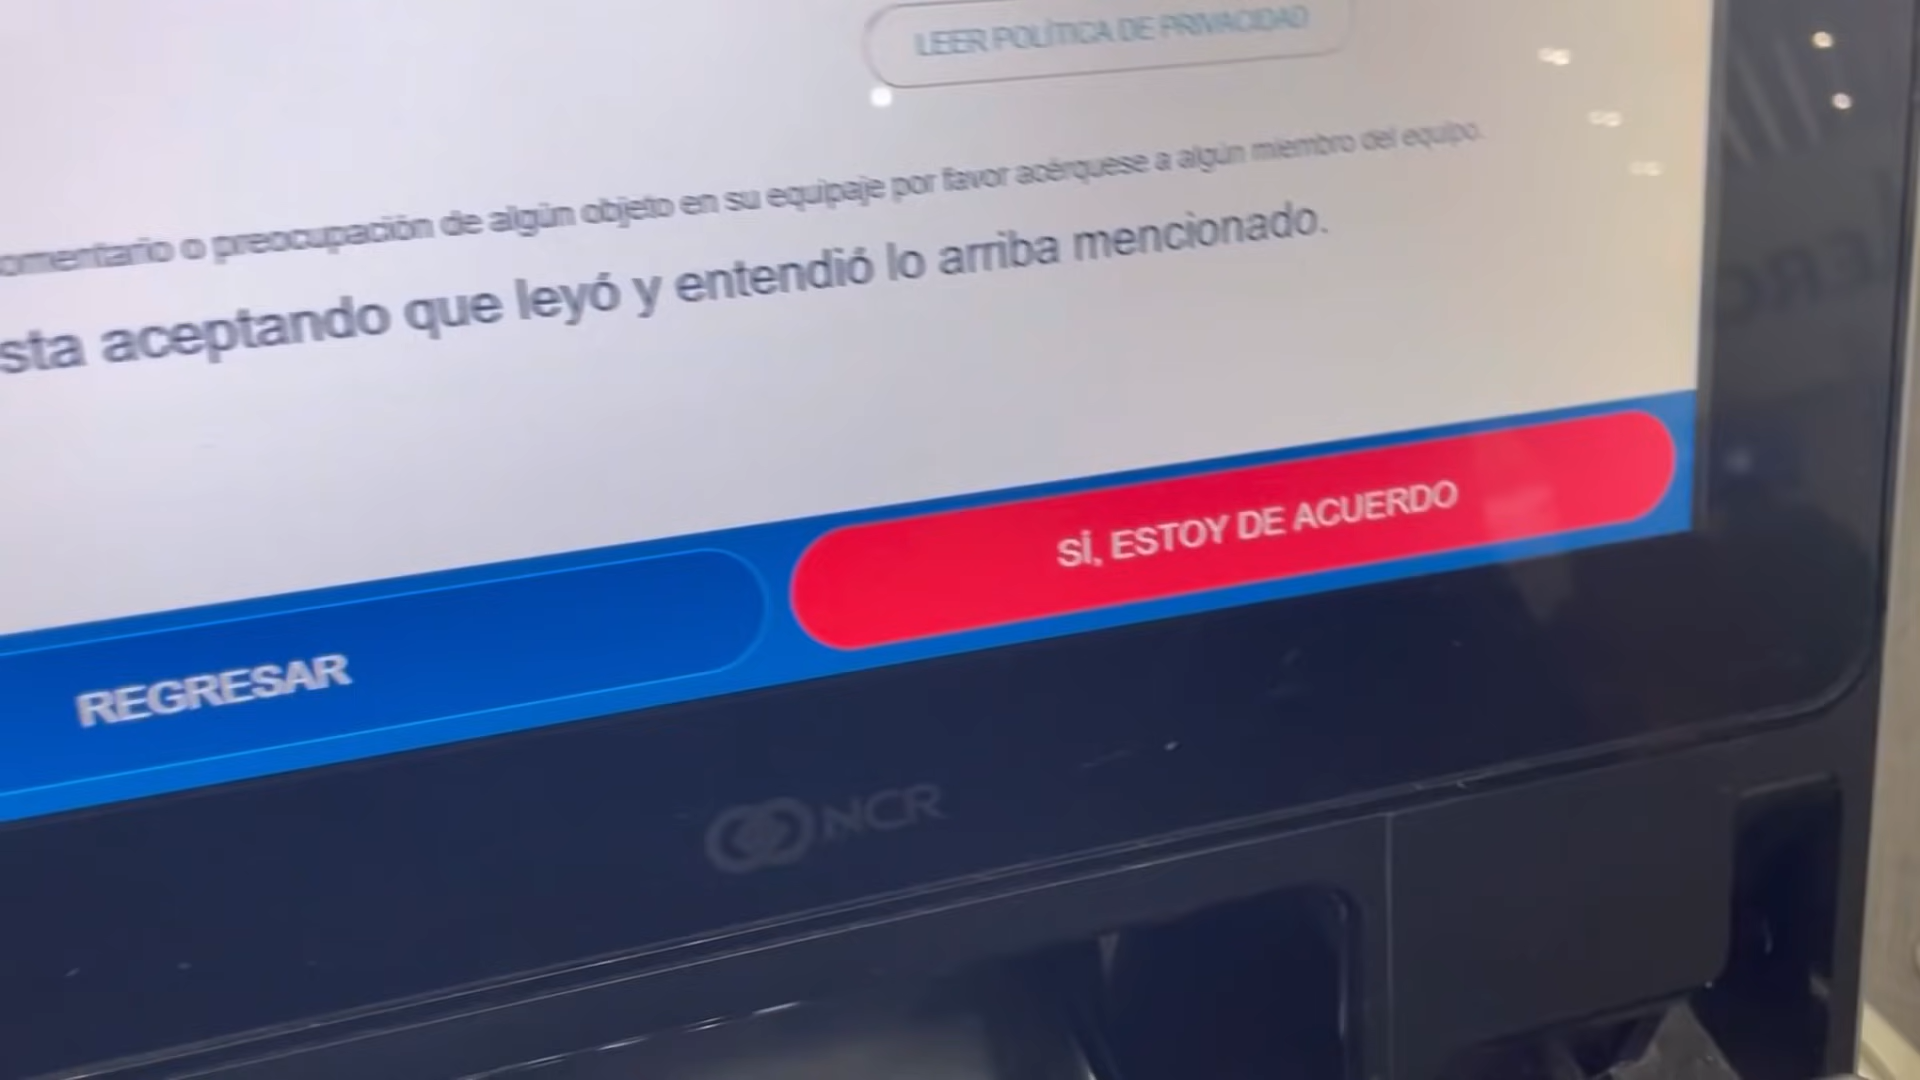 LEER POLÍTICA DE PRIVACIDAD
omentario o preocupación de algún objeto en su equipaje por favor acérquese a algún miembro del equipo.
sta aceptando que leyó y entendió lo arriba mencionado.
SÍ, ESTOY DE ACUERDO
REGRESAR
NCR